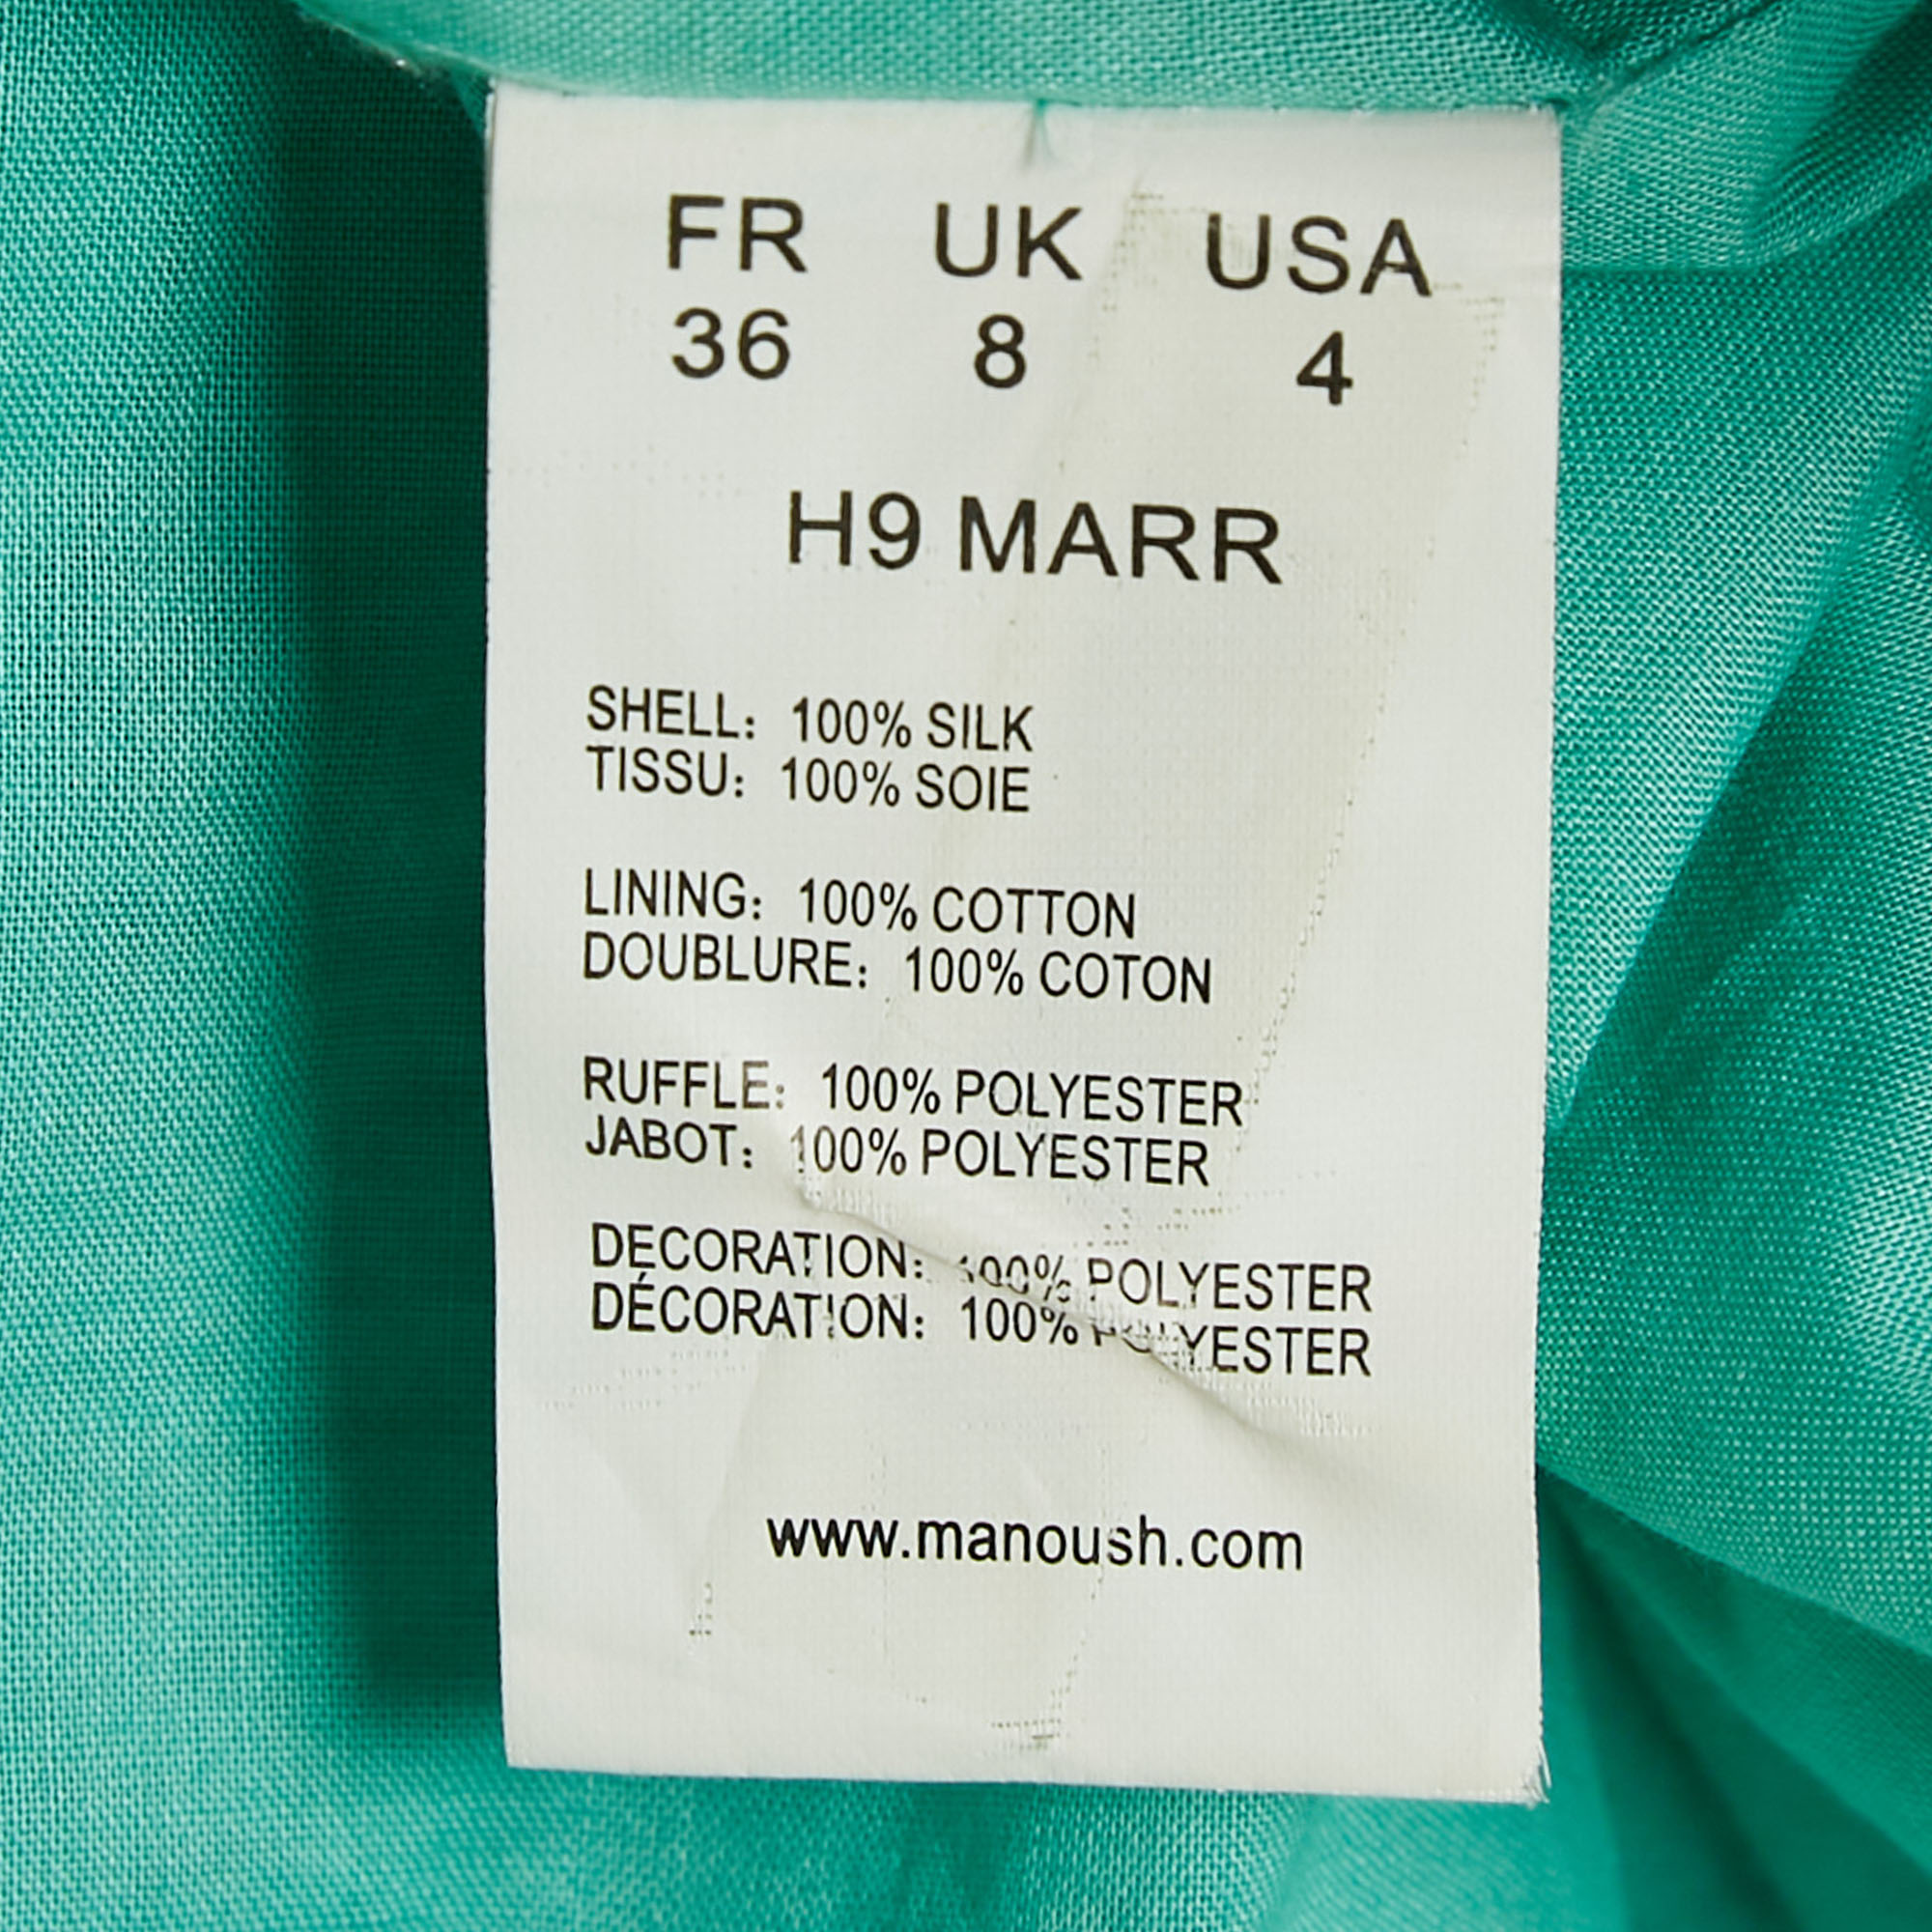 FR UK USA
36 8 4
H9 MARR
SHELL: 100% SILK
TISSU: 100% SOIE
LINING: 100% COTTON
DOUBLURE: 100% COTON
RUFFLE: 100% POLYESTER
JABOT: 100% POLYESTER
DECORATION: 100% POLYESTER
DÉCORATION: 100% POLYESTER
www.manoush.com